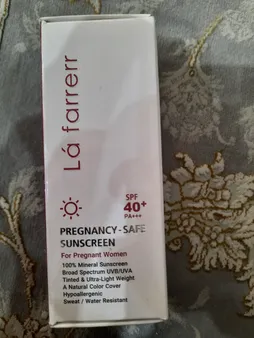 Lá farrerr
SPF
40+
PA+++
PREGNANCY-SAFE
SUNSCREEN
For Pregnant Women
100% Mineral Sunscreen
Broad Spectrum UVB/UVA
Tinted & Ultra-Light Weight
A Natural Color Cover
Hypoallergenic
Sweat / Water Resistant